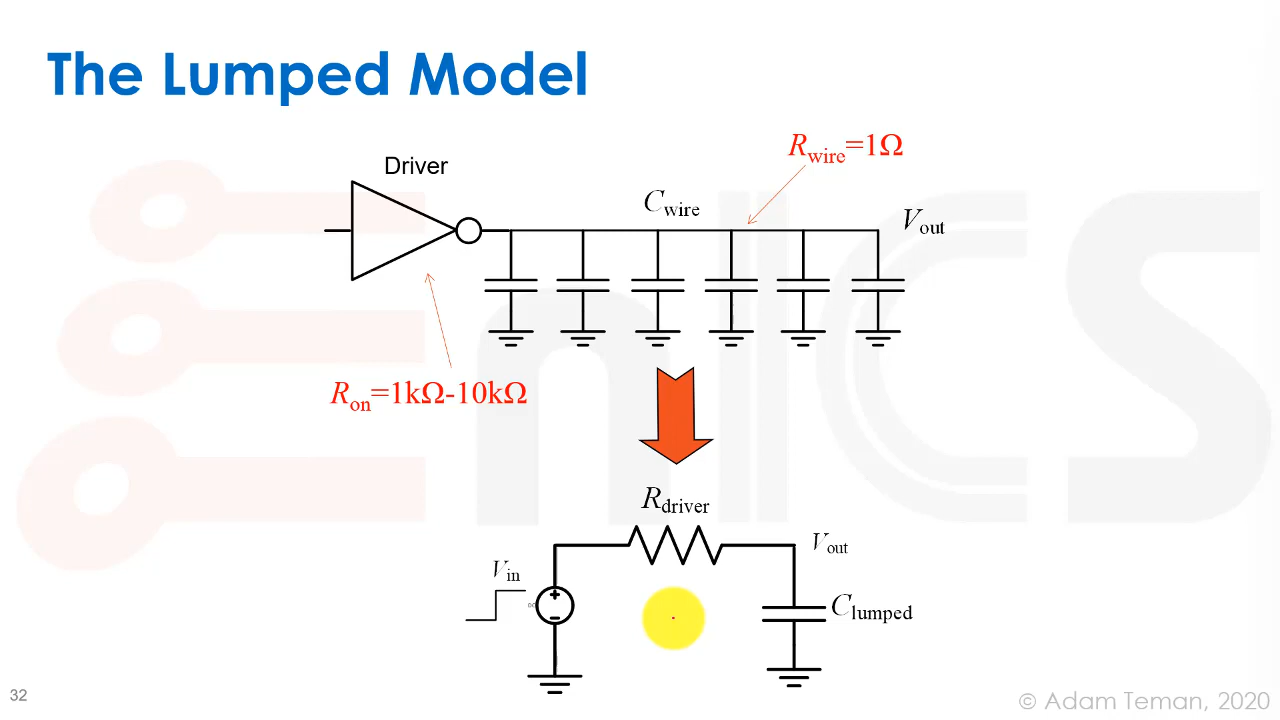 The Lumped Model
Driver
Rwire=1Ω
Cwire
Vout
Ron=1kΩ-10kΩ
Rdriver
Vout
Vin
+
-
Clumped
nICS
32
© Adam Teman, 2020